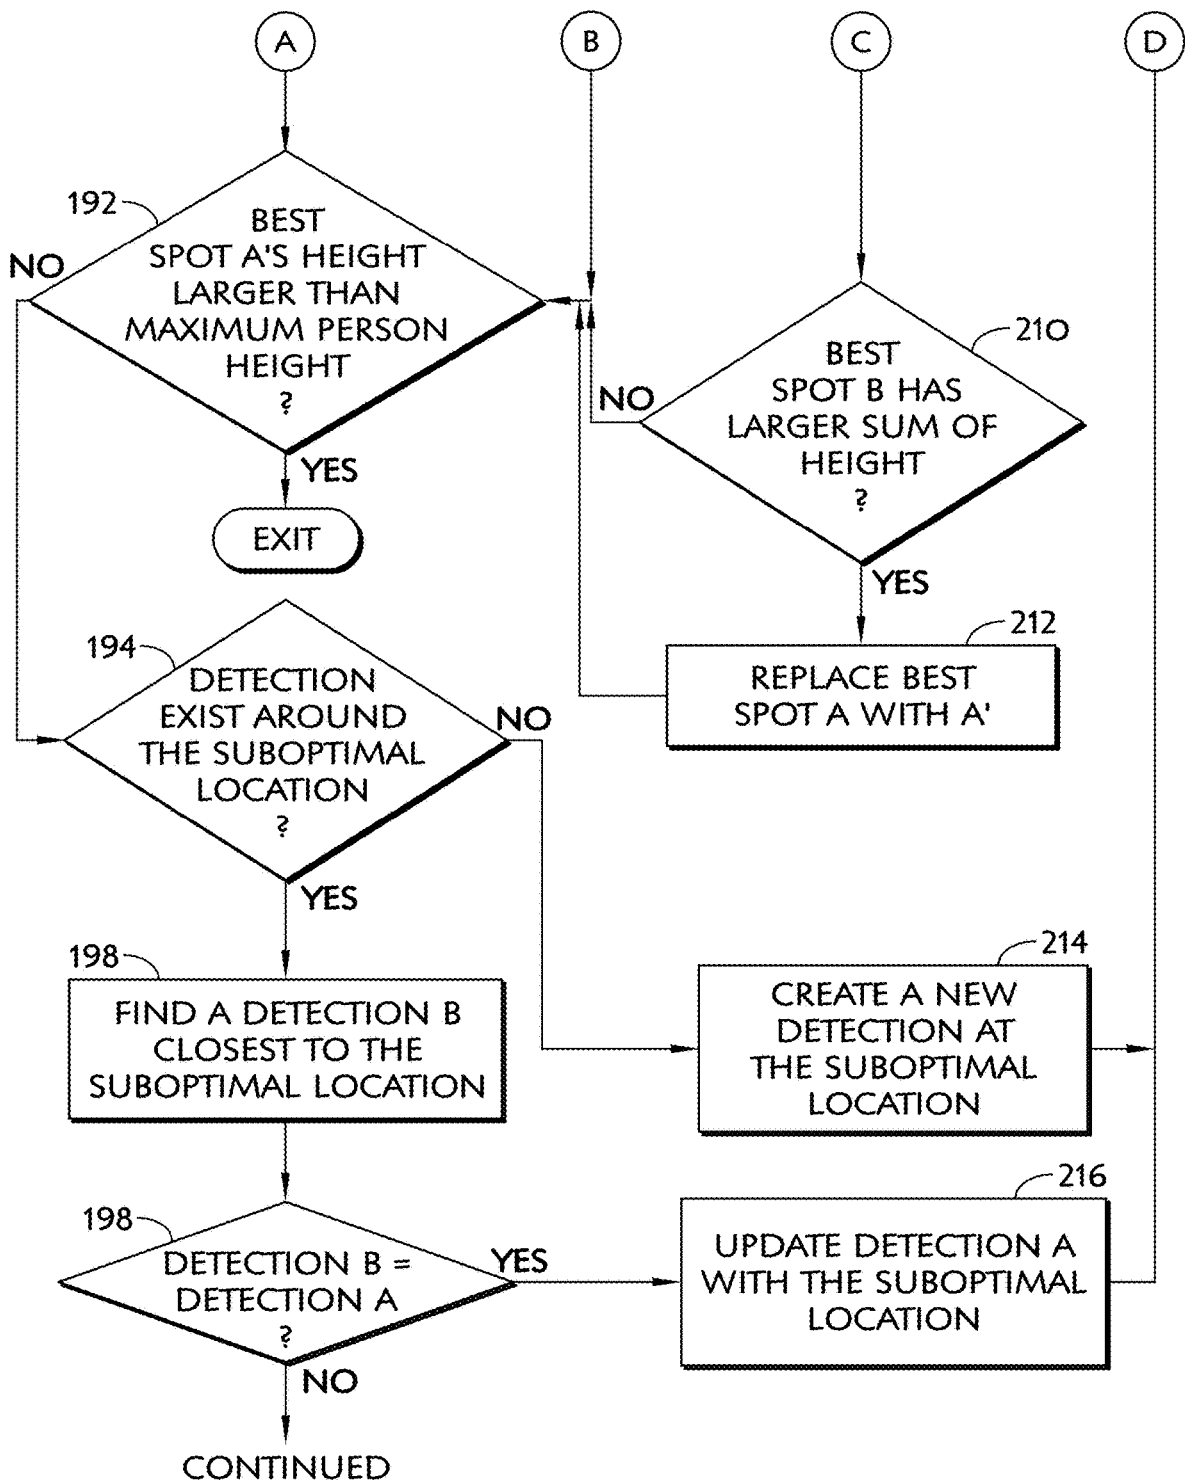 A
B
C
D
192
BEST
SPOT A'S HEIGHT
LARGER THAN
MAXIMUM PERSON
HEIGHT
?
NO
YES
EXIT
210
BEST
SPOT B HAS
LARGER SUM OF
HEIGHT
?
NO
YES
212
REPLACE BEST
SPOT A WITH A'
194
DETECTION
EXIST AROUND
THE SUBOPTIMAL
LOCATION
?
NO
YES
198
FIND A DETECTION B
CLOSEST TO THE
SUBOPTIMAL LOCATION
214
CREATE A NEW
DETECTION AT
THE SUBOPTIMAL
LOCATION
198
DETECTION B =
DETECTION A
?
YES
NO
216
UPDATE DETECTION A
WITH THE SUBOPTIMAL
LOCATION
CONTINUED